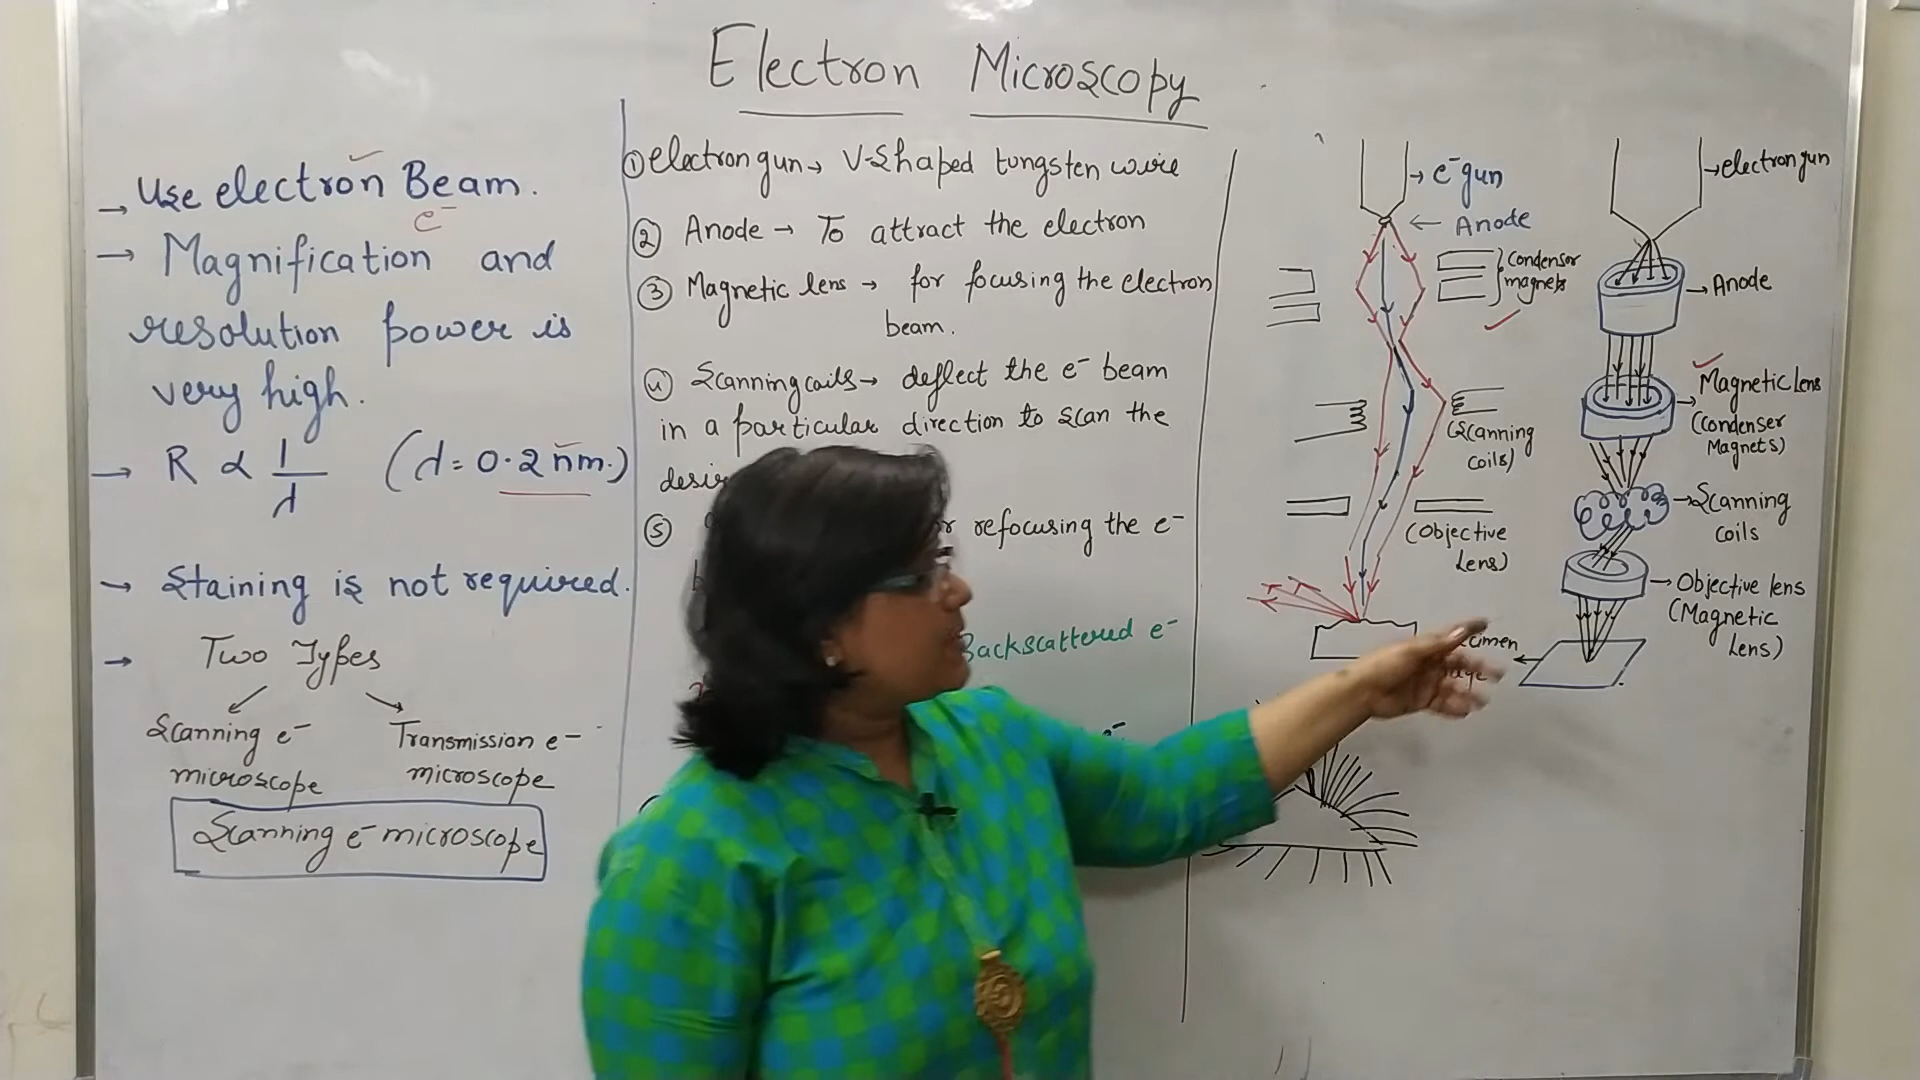 Electron Microscopy
→ Use electron Beam.
e⁻
→ Magnification and
resolution power is
very high.
→ R ∝ 1/λ (d = 0.2 nm.)
→ Staining is not required.
→ Two Types
Scanning e⁻
microscope
Transmission e⁻
microscope
Scanning e⁻ microscope
① electron gun → V-Shaped tungsten wire
② Anode → To attract the electron
③ Magnetic lens → for focusing the electron
beam.
④ Scanning coils → deflect the e⁻ beam
in a particular direction to scan the
⑤ refocusing the e⁻
Backscattered e⁻
e⁻
→ e⁻ gun
← Anode
Condensor
magnets
(Scanning
coils)
(Objective
Lens)
→ electron gun
→ Anode
→ Magnetic Lens
(Condenser
Magnets)
→ Scanning
coils
→ Objective lens
(Magnetic
Lens)